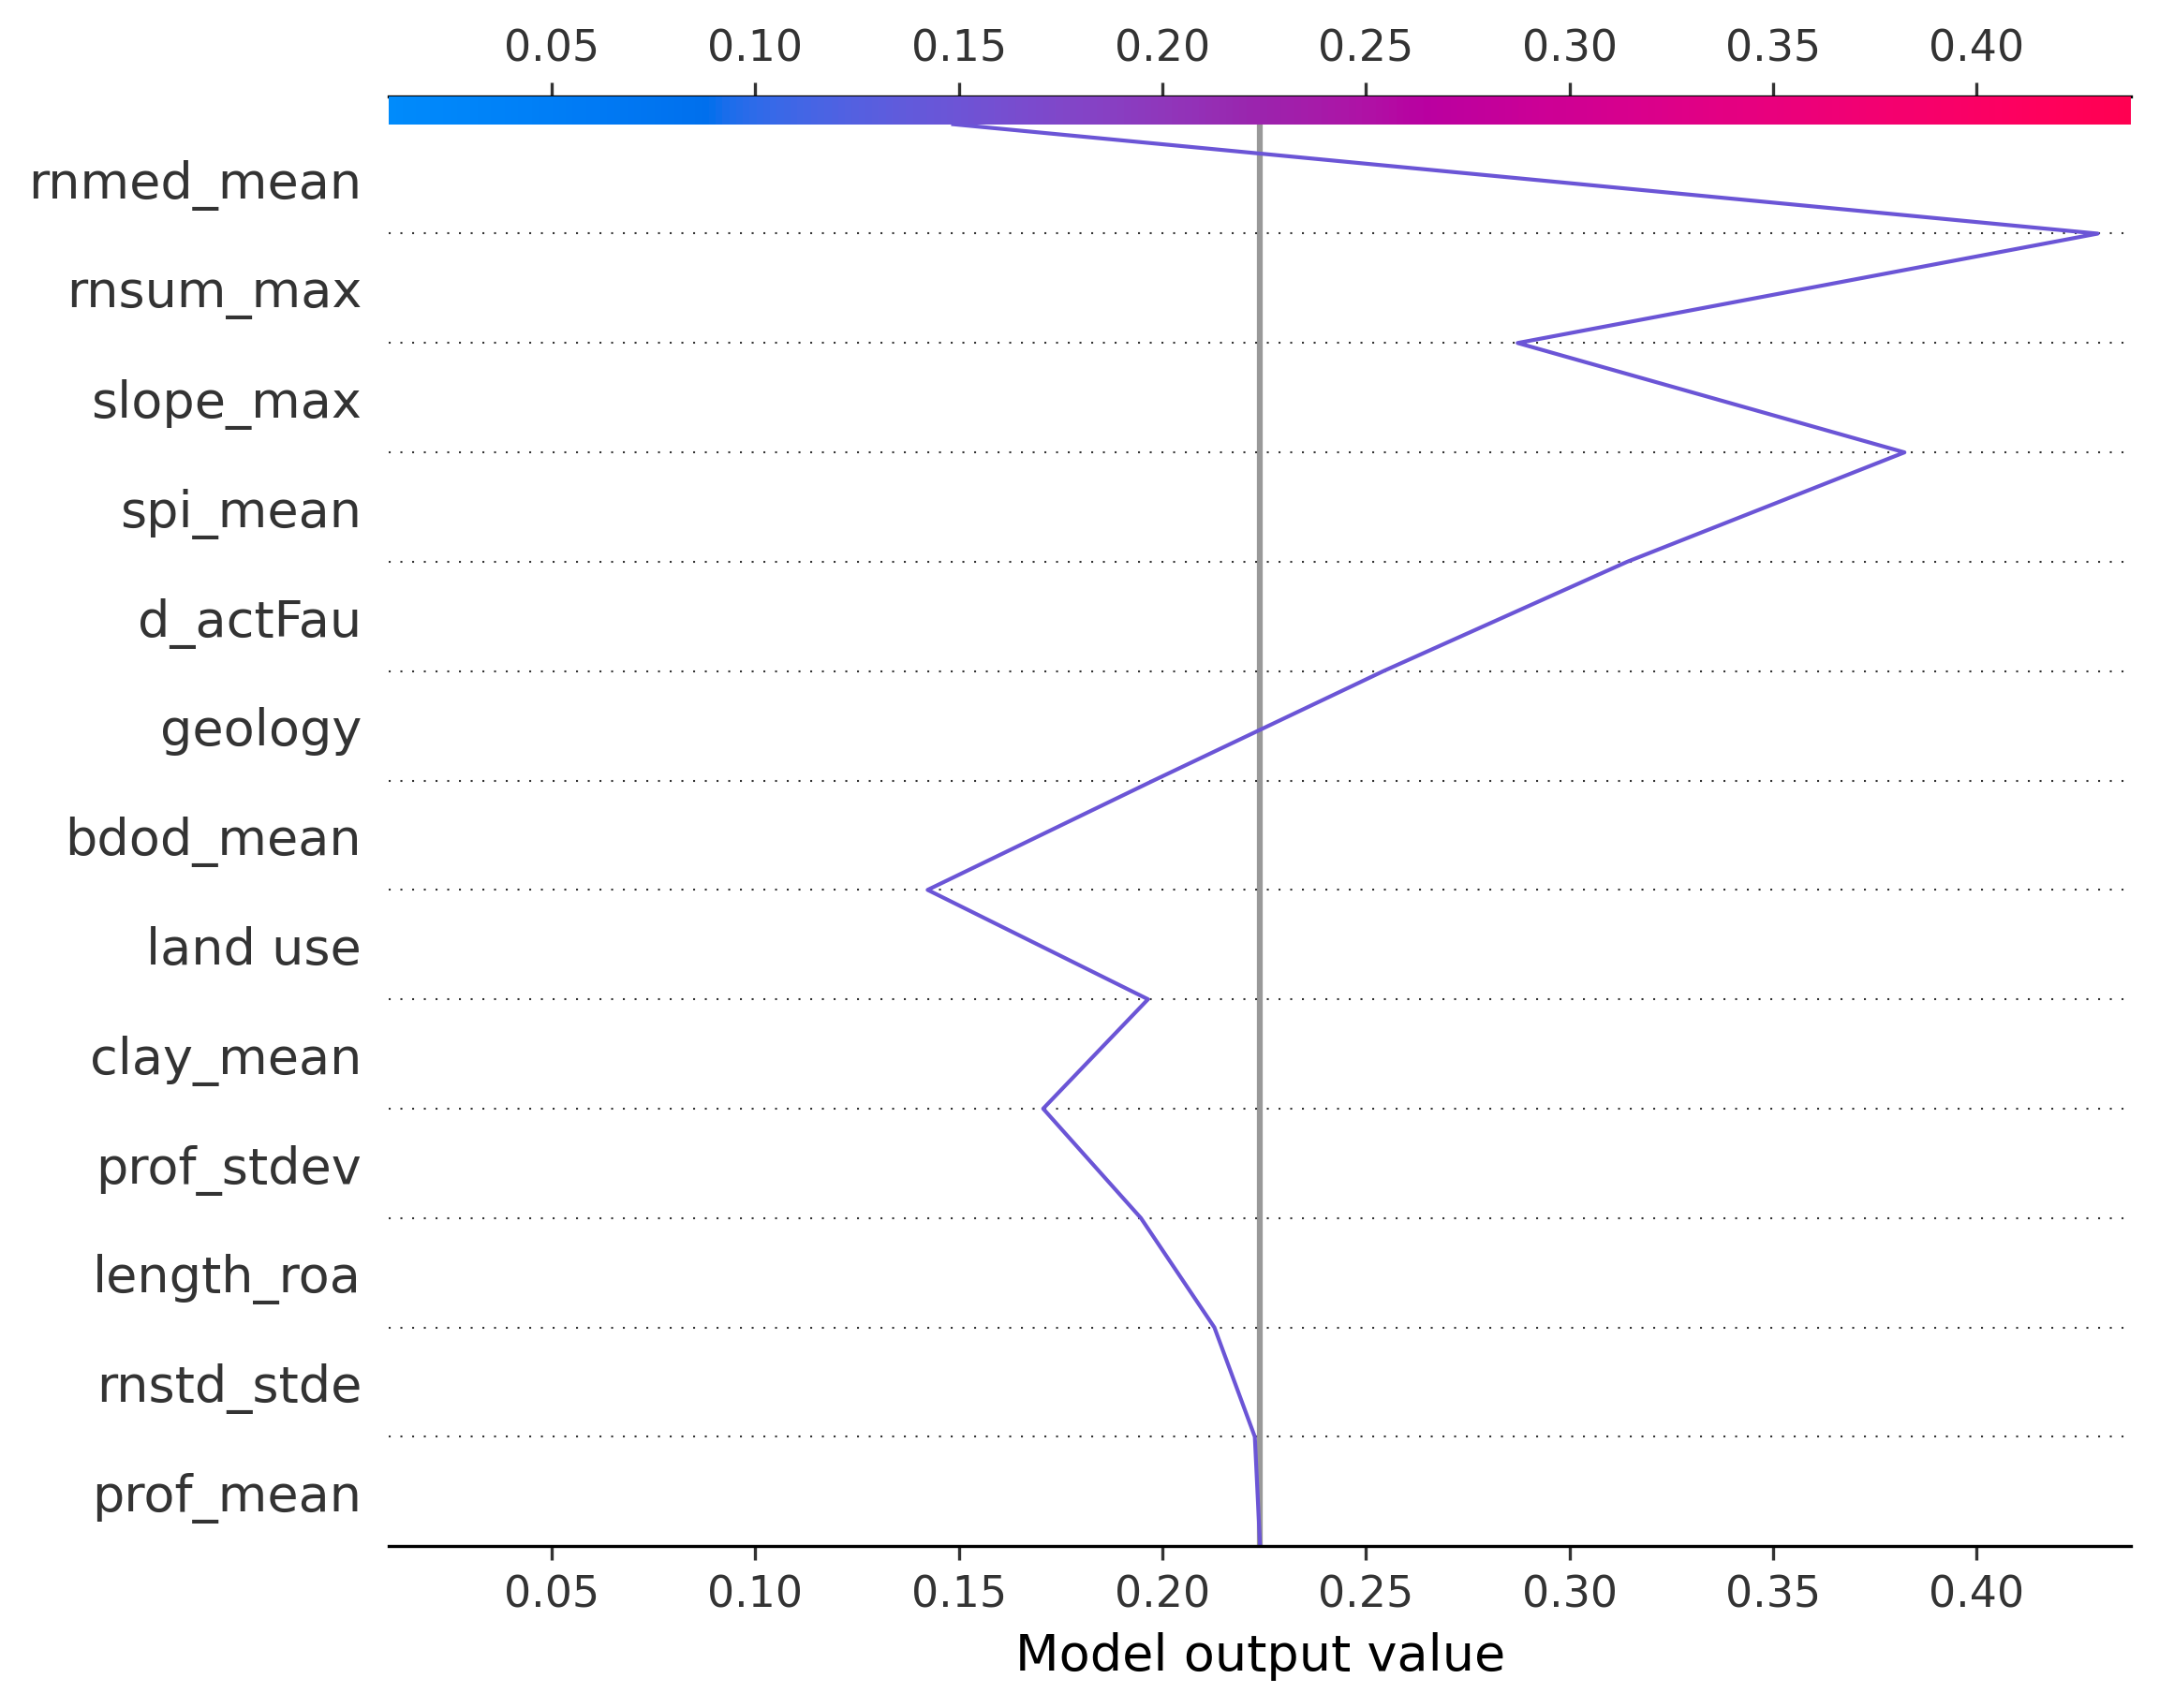 0.05 0.10 0.15 0.20 0.25 0.30 0.35 0.40
rnmed_mean
rnsum_max
slope_max
spi_mean
d_actFau
geology
bdod_mean
land use
clay_mean
prof_stdev
length_roa
rnstd_stde
prof_mean
0.05 0.10 0.15 0.20 0.25 0.30 0.35 0.40
Model output value